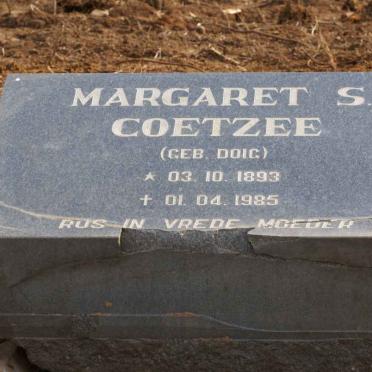 MARGARET S.
COETZEE
(GEB. DOIG)
★ 03. 10. 1893
✝ 01. 04. 1985
RUS IN VREDE MOEDER